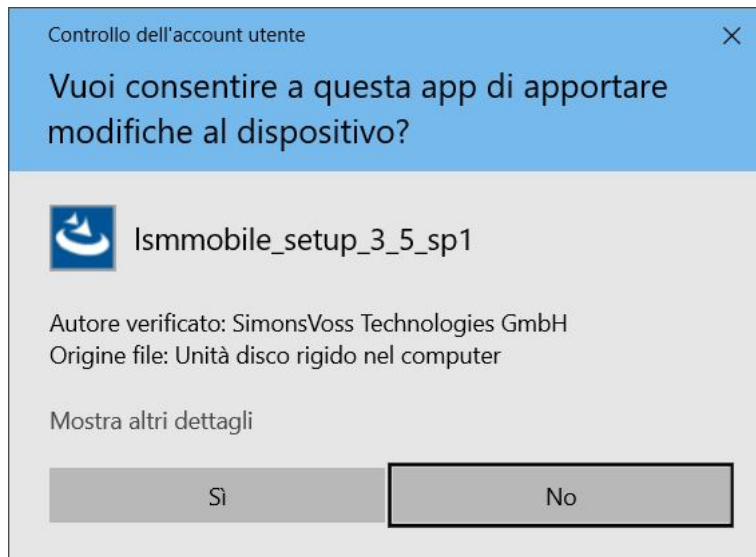 Controllo dell'account utente
Vuoi consentire a questa app di apportare
modifiche al dispositivo?
lsmmobile_setup_3_5_sp1
Autore verificato: SimonsVoss Technologies GmbH
Origine file: Unità disco rigido nel computer
Mostra altri dettagli
Sì
No